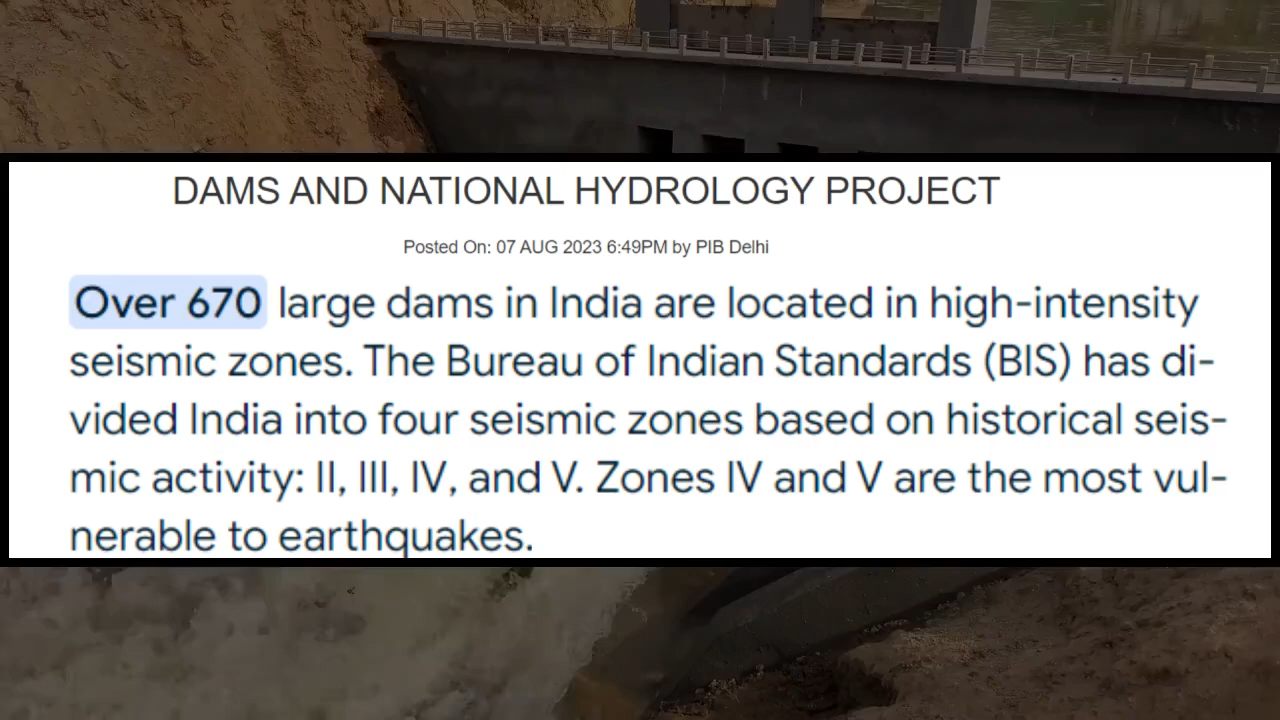 DAMS AND NATIONAL HYDROLOGY PROJECT
Posted On: 07 AUG 2023 6:49PM by PIB Delhi
Over 670 large dams in India are located in high-intensity
seismic zones. The Bureau of Indian Standards (BIS) has di-
vided India into four seismic zones based on historical seis-
mic activity: II, III, IV, and V. Zones IV and V are the most vul-
nerable to earthquakes.